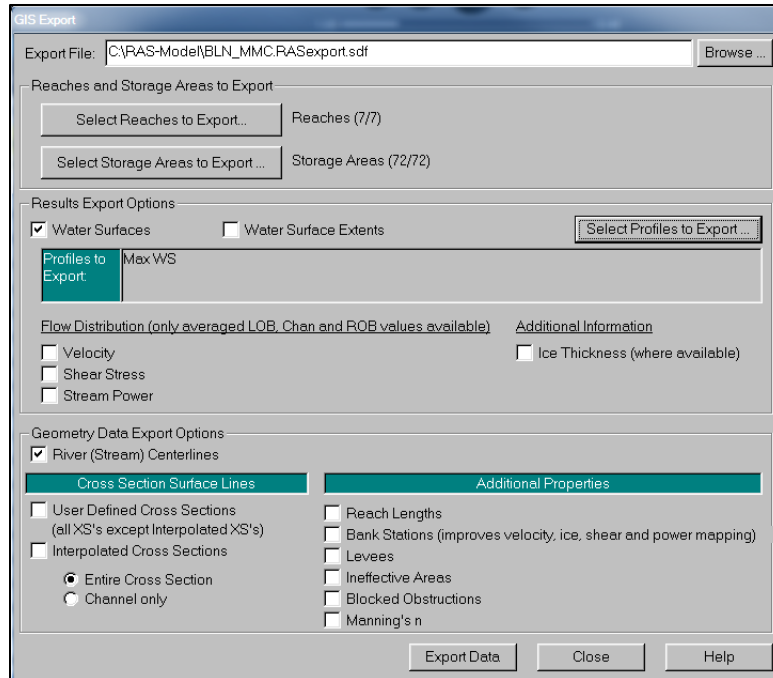 GIS Export
Export File: C:\RAS-Model\BLN_MMC.RASexport.sdf Browse ...
Reaches and Storage Areas to Export
Select Reaches to Export... Reaches (7/7)
Select Storage Areas to Export ... Storage Areas (72/72)
Results Export Options
Water Surfaces Water Surface Extents Select Profiles to Export ...
Profiles to Export: Max WS
Flow Distribution (only averaged LOB, Chan and ROB values available) Additional Information
Velocity Ice Thickness (where available)
Shear Stress
Stream Power
Geometry Data Export Options
River (Stream) Centerlines
Cross Section Surface Lines Additional Properties
User Defined Cross Sections Reach Lengths
(all XS's except Interpolated XS's) Bank Stations (improves velocity, ice, shear and power mapping)
Interpolated Cross Sections Levees
Entire Cross Section Ineffective Areas
Channel only Blocked Obstructions
Manning's n
Export Data Close Help